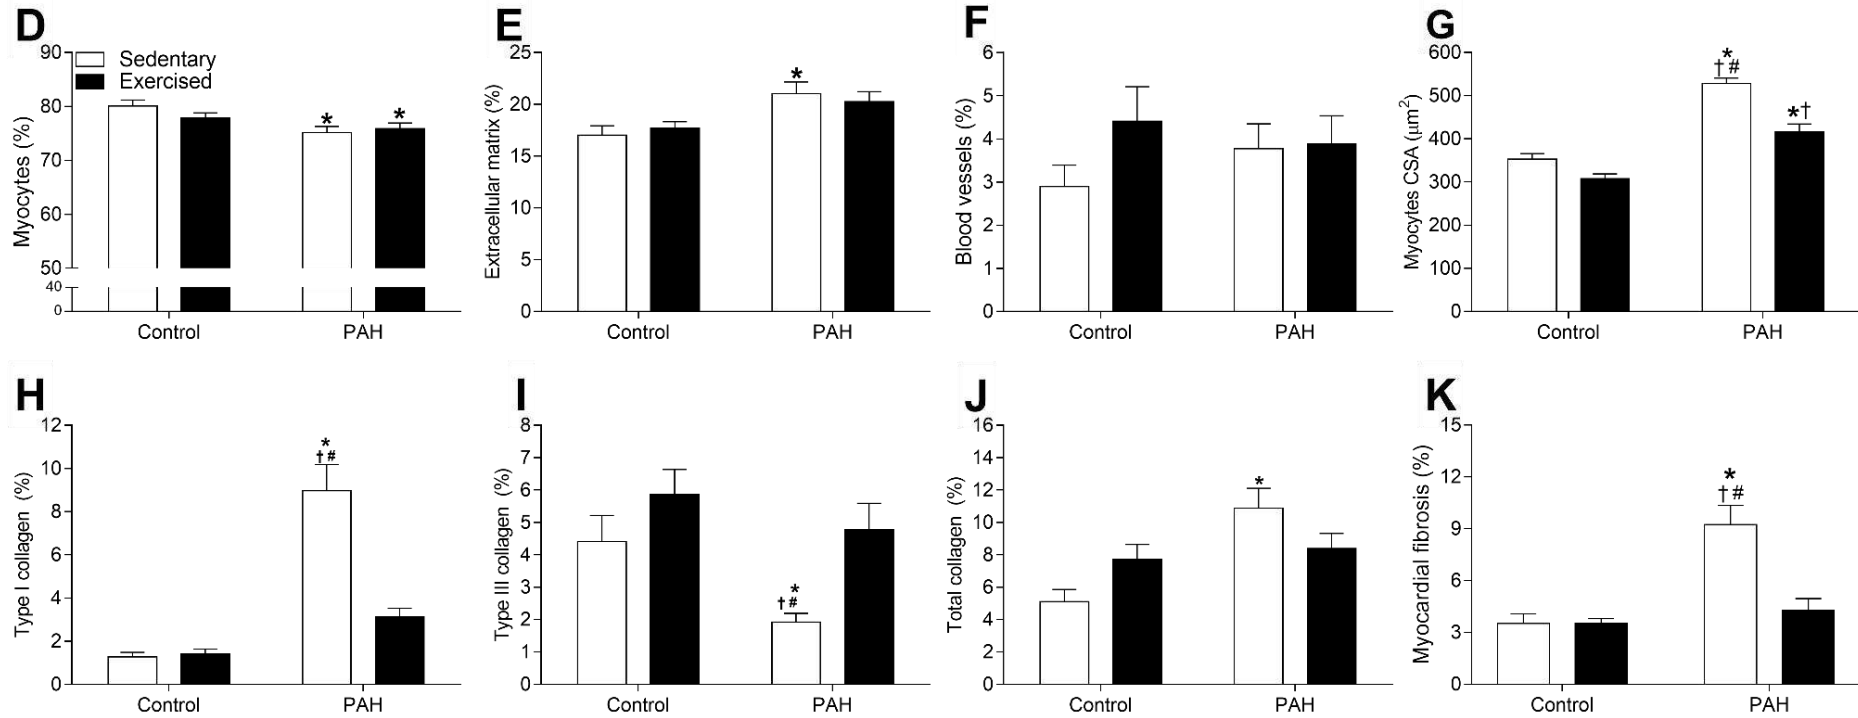 D
90
80
70
60
50
40
0
Myocytes (%)
Sedentary
Exercised
*
*
Control
PAH
E
25
20
15
10
5
0
Extracellular matrix (%)
*
Control
PAH
F
6
5
4
3
2
1
0
Blood vessels (%)
Control
PAH
G
600
500
400
300
200
100
0
Myocytes CSA (μm²)
*
†#
*†
Control
PAH
H
12
10
8
6
4
2
0
Type I collagen (%)
*
†#
Control
PAH
I
8
7
6
5
4
3
2
1
0
Type III collagen (%)
*
†#
Control
PAH
J
16
14
12
10
8
6
4
2
0
Total collagen (%)
*
Control
PAH
K
15
12
9
6
3
0
Myocardial fibrosis (%)
*
†#
Control
PAH